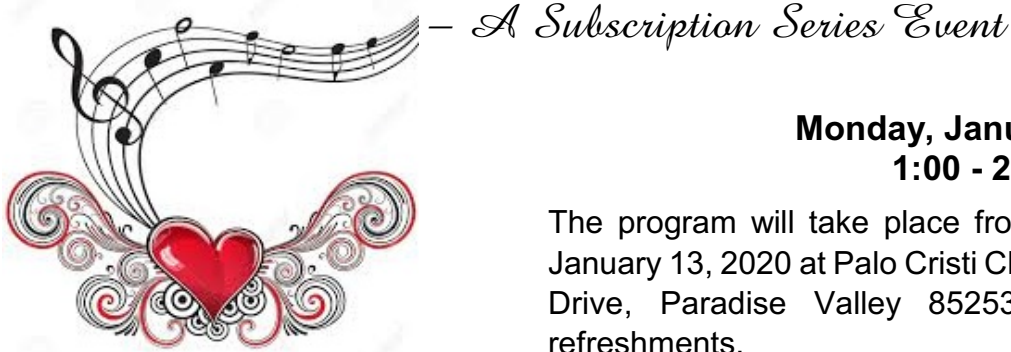 – A Subscription Series Event
Monday, Janu
1:00 - 2
The program will take place fro
January 13, 2020 at Palo Cristi C
Drive, Paradise Valley 85253
refreshments.